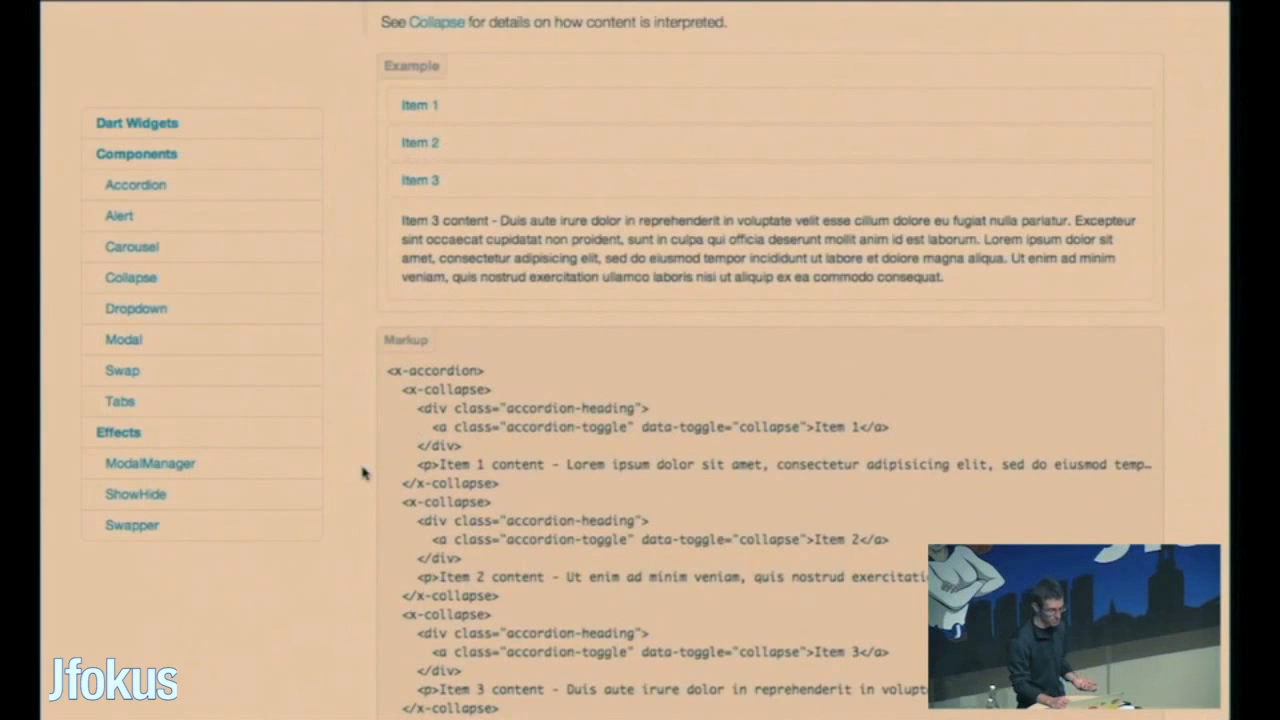 See Collapse for details on how content is interpreted.
Dart Widgets
Components
Accordion
Alert
Carousel
Collapse
Dropdown
Modal
Swap
Tabs
Effects
ModalManager
ShowHide
Swapper
Example
Item 1
Item 2
Item 3
Item 3 content - Duis aute irure dolor in reprehenderit in voluptate velit esse cillum dolore eu fugiat nulla pariatur. Excepteur
sint occaecat cupidatat non proident, sunt in culpa qui officia deserunt mollit anim id est laborum. Lorem ipsum dolor sit
amet, consectetur adipisicing elit, sed do eiusmod tempor incididunt ut labore et dolore magna aliqua. Ut enim ad minim
veniam, quis nostrud exercitation ullamco laboris nisi ut aliquip ex ea commodo consequat.
Markup
<x-accordion>
<x-collapse>
<div class="accordion-heading">
<a class="accordion-toggle" data-toggle="collapse">Item 1</a>
</div>
<p>Item 1 content - Lorem ipsum dolor sit amet, consectetur adipisicing elit, sed do eiusmod temp…
</x-collapse>
<x-collapse>
<div class="accordion-heading">
<a class="accordion-toggle" data-toggle="collapse">Item 2</a>
</div>
<p>Item 2 content - Ut enim ad minim veniam, quis nostrud exercitati
</x-collapse>
<x-collapse>
<div class="accordion-heading">
<a class="accordion-toggle" data-toggle="collapse">Item 3</a>
</div>
<p>Item 3 content - Duis aute irure dolor in reprehenderit in volupt
</x-collapse>
Jfokus